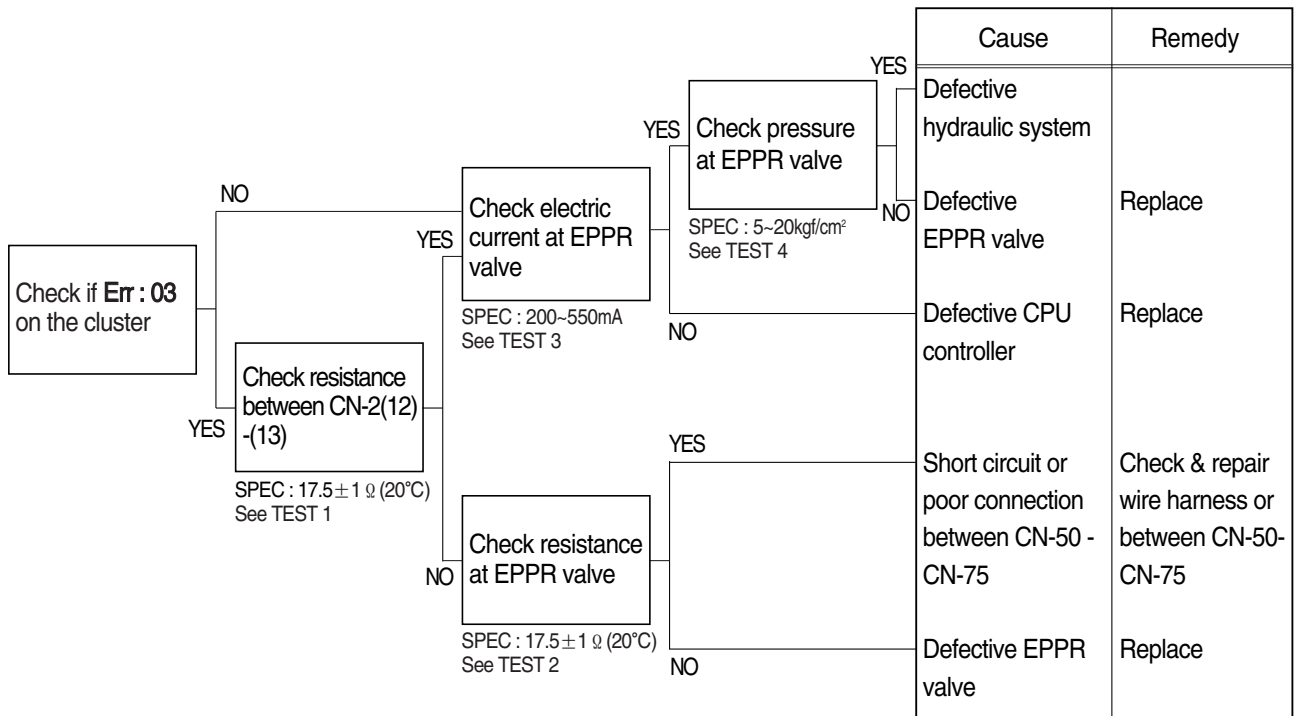 Check if Err : 03
on the cluster
NO
YES
Check resistance
between CN-2(12)
-(13)
SPEC : 17.5±1 Ω (20°C)
See TEST 1
YES
NO
Check electric
current at EPPR
valve
SPEC : 200~550mA
See TEST 3
Check resistance
at EPPR valve
SPEC : 17.5±1 Ω (20°C)
See TEST 2
YES
NO
Check pressure
at EPPR valve
SPEC : 5~20kgf/cm²
See TEST 4
YES
NO
YES
NO
Cause
Remedy
Defective
hydraulic system
Defective
EPPR valve
Replace
Defective CPU
controller
Replace
Short circuit or
poor connection
between CN-50 -
CN-75
Check & repair
wire harness or
between CN-50-
CN-75
Defective EPPR
valve
Replace